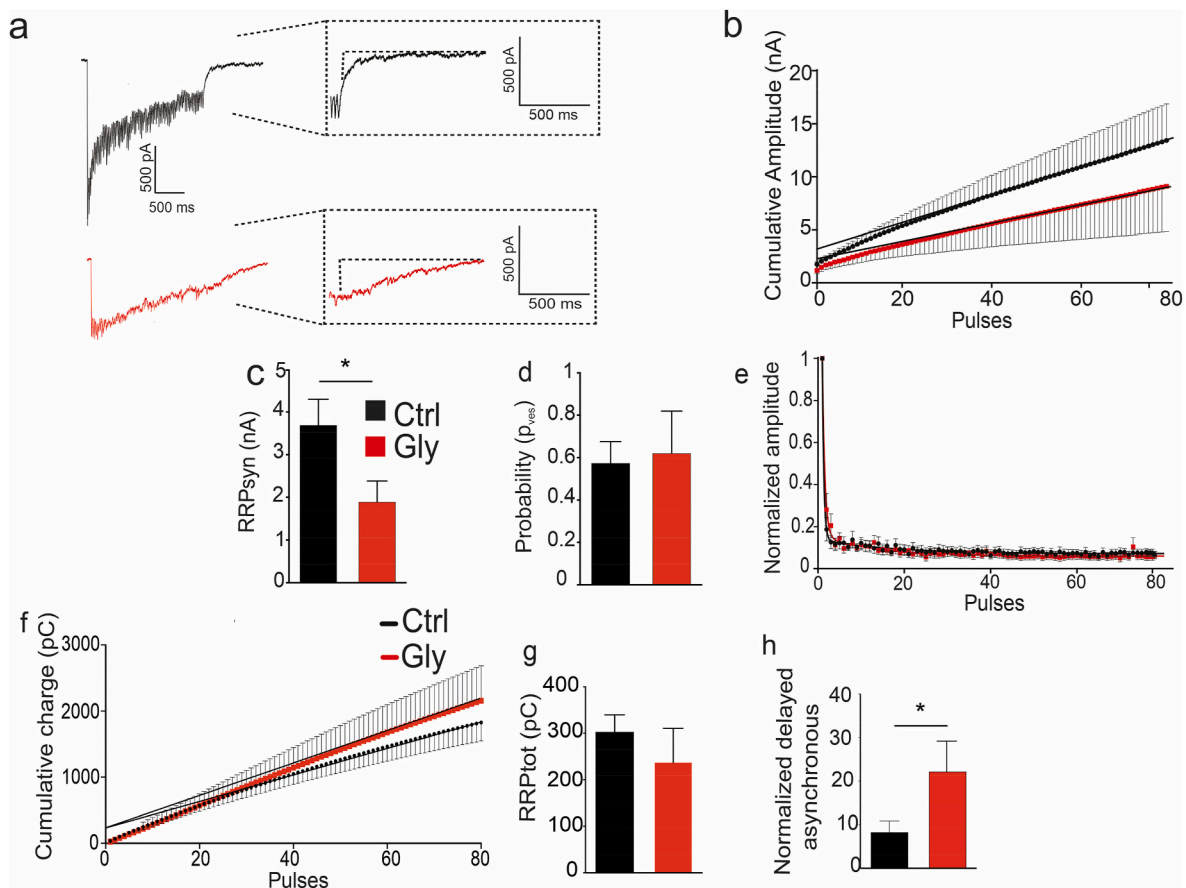 a
500 pA
500 ms
500 pA
500 ms
500 pA
500 ms
b
Cumulative Amplitude (nA)
20
15
10
5
0
0 20 40 60 80
Pulses
c
*
RRPsyn (nA)
5
4
3
2
1
0
Ctrl
Gly
d
Probability (pves)
1
0.8
0.6
0.4
0.2
0
e
Normalized amplitude
1
0.8
0.6
0.4
0.2
0
0 20 40 60 80
Pulses
f
Cumulative charge (pC)
3000
2000
1000
0
0 20 40 60 80
Pulses
Ctrl
Gly
g
RRPtot (pC)
400
300
200
100
0
h
*
Normalized delayed
asynchronous
40
30
20
10
0